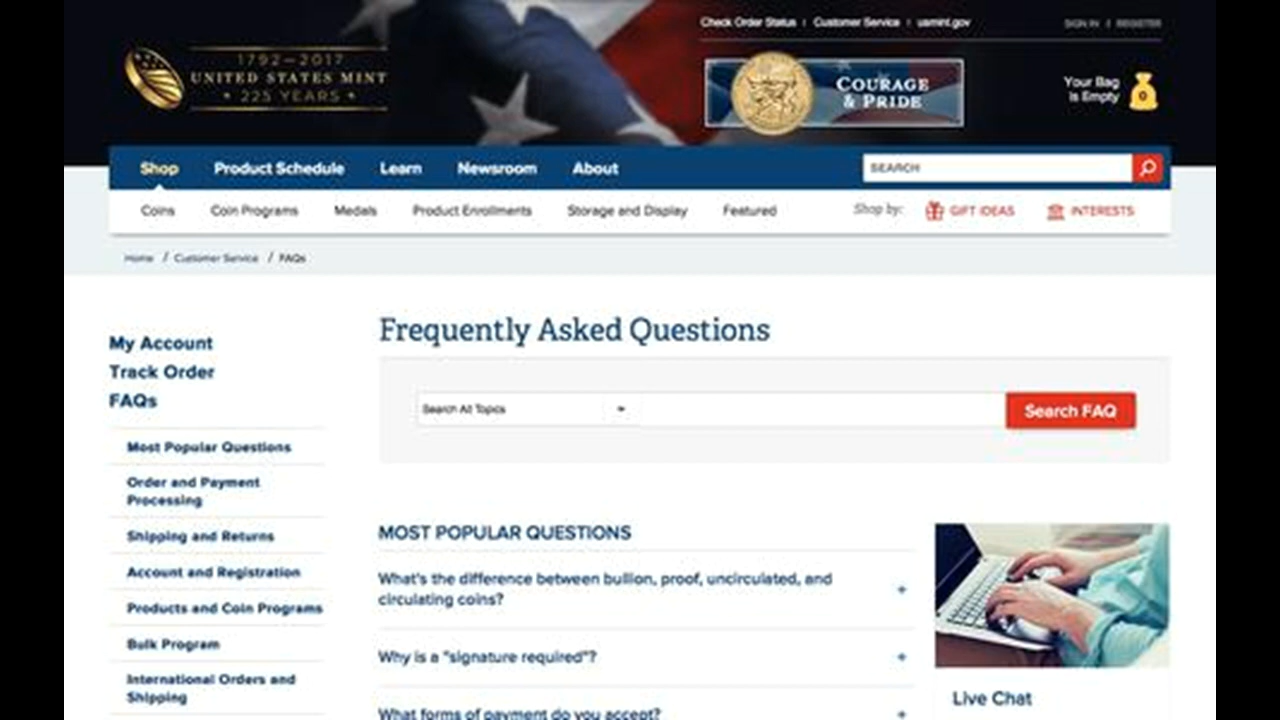 Check Order Status | Customer Service | usmint.gov
SIGN IN | REGISTER
1792–2017
UNITED STATES MINT
• 225 YEARS •
COURAGE
& PRIDE
Your Bag
Is Empty
0
Shop Product Schedule Learn Newsroom About
SEARCH
Coins Coin Programs Medals Product Enrollments Storage and Display Featured
Shop by: GIFT IDEAS INTERESTS
Home / Customer Service / FAQs
My Account
Track Order
FAQs
Most Popular Questions
Order and Payment
Processing
Shipping and Returns
Account and Registration
Products and Coin Programs
Bulk Program
International Orders and
Shipping
Frequently Asked Questions
Search All Topics
Search FAQ
MOST POPULAR QUESTIONS
What's the difference between bullion, proof, uncirculated, and
circulating coins? +
Why is a "signature required"? +
What forms of payment do you accept? +
Live Chat